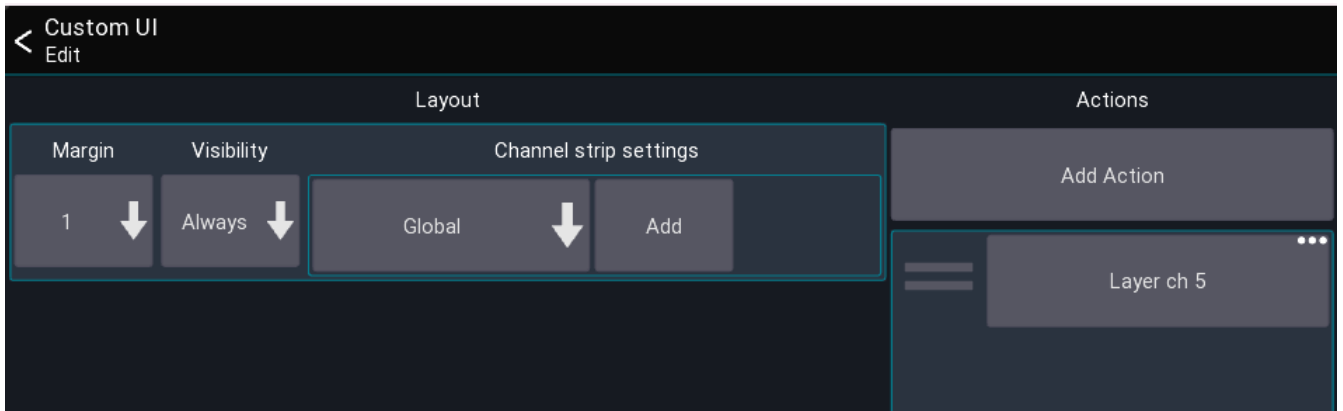 Custom UI
Edit
Layout
Actions
Margin
Visibility
Channel strip settings
1
Always
Global
Add
Add Action
Layer ch 5